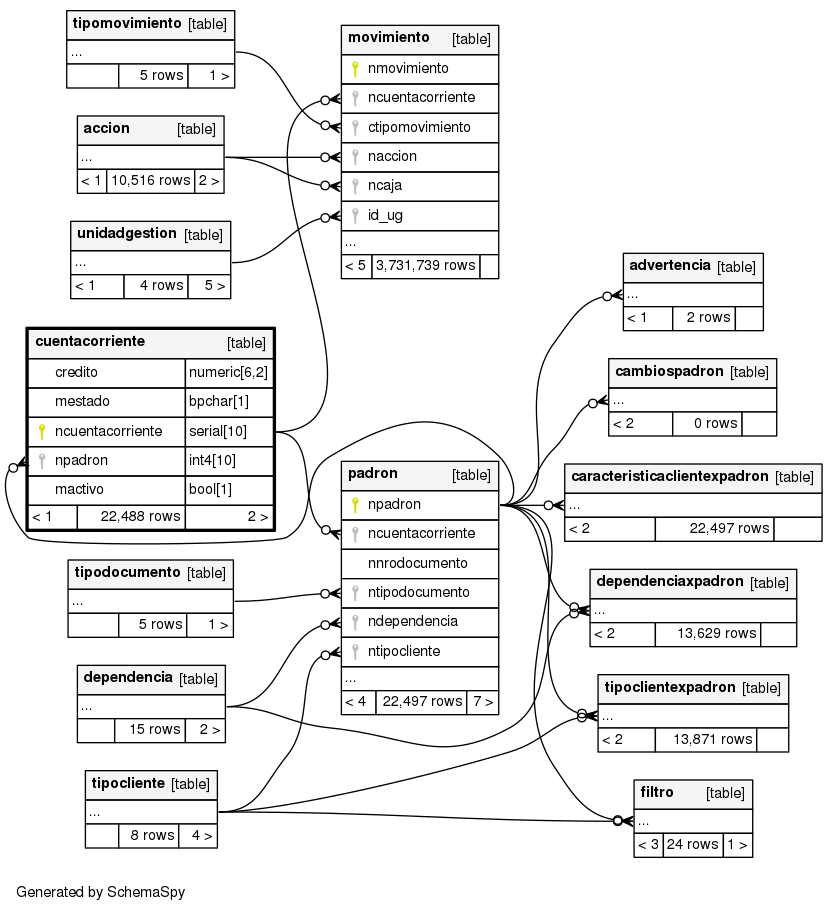 tipomovimiento [table]
...
5 rows 1 >
accion [table]
...
< 1 10,516 rows 2 >
unidadgestion [table]
...
< 1 4 rows 5 >
cuentacorriente [table]
credito numeric[6,2]
mestado bpchar[1]
ncuentacorriente serial[10]
npadron int4[10]
mactivo bool[1]
< 1 22,488 rows 2 >
tipodocumento [table]
...
5 rows 1 >
dependencia [table]
...
15 rows 2 >
tipocliente [table]
...
8 rows 4 >
movimiento [table]
nmovimiento
ncuentacorriente
ctipomovimiento
naccion
ncaja
id_ug
...
< 5 3,731,739 rows
padron [table]
npadron
ncuentacorriente
nnrodocumento
ntipodocumento
ndependencia
ntipocliente
...
< 4 22,497 rows 7 >
advertencia [table]
...
< 1 2 rows
cambiospadron [table]
...
< 2 0 rows
caracteristicaclientexpadron [table]
...
< 2 22,497 rows
dependenciaxpadron [table]
...
< 2 13,629 rows
tipoclientexpadron [table]
...
< 2 13,871 rows
filtro [table]
...
< 3 24 rows 1 >
Generated by SchemaSpy